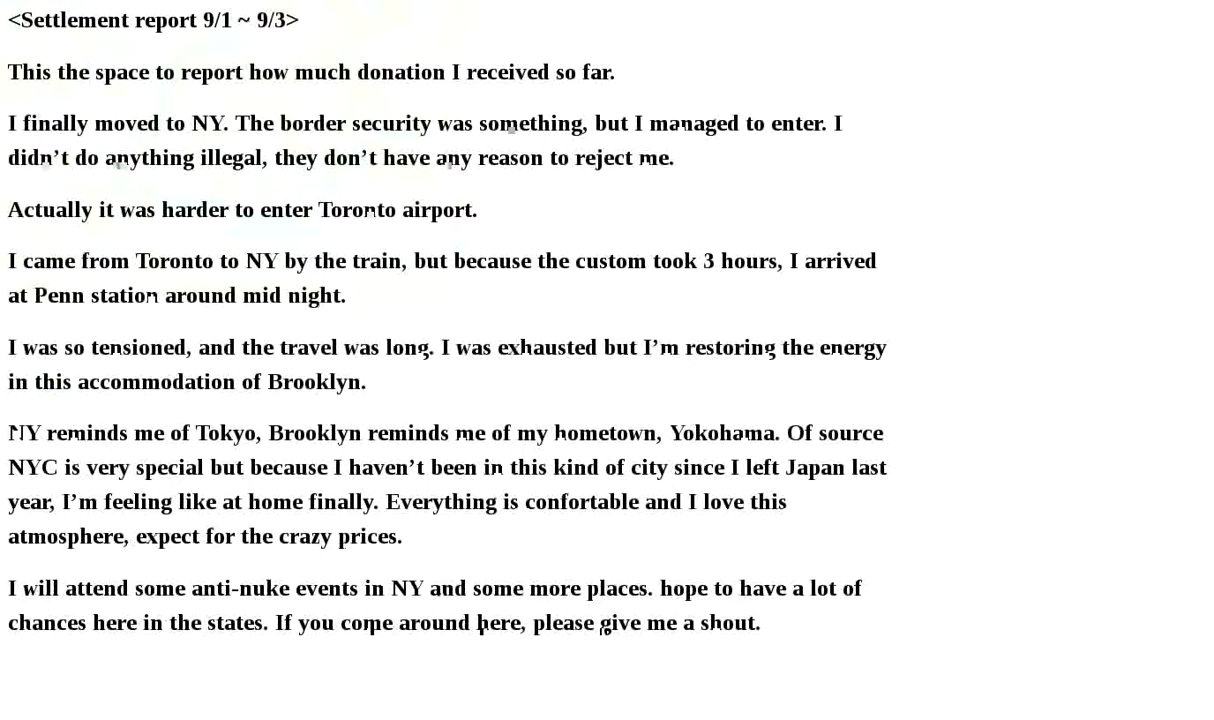 <Settlement report 9/1 ~ 9/3>
This the space to report how much donation I received so far.
I finally moved to NY. The border security was something, but I managed to enter. I
didn’t do anything illegal, they don’t have any reason to reject me.
Actually it was harder to enter Toronto airport.
I came from Toronto to NY by the train, but because the custom took 3 hours, I arrived
at Penn station around mid night.
I was so tensioned, and the travel was long. I was exhausted but I’m restoring the energy
in this accommodation of Brooklyn.
NY reminds me of Tokyo, Brooklyn reminds me of my hometown, Yokohama. Of source
NYC is very special but because I haven’t been in this kind of city since I left Japan last
year, I’m feeling like at home finally. Everything is confortable and I love this
atmosphere, expect for the crazy prices.
I will attend some anti-nuke events in NY and some more places. hope to have a lot of
chances here in the states. If you come around here, please give me a shout.